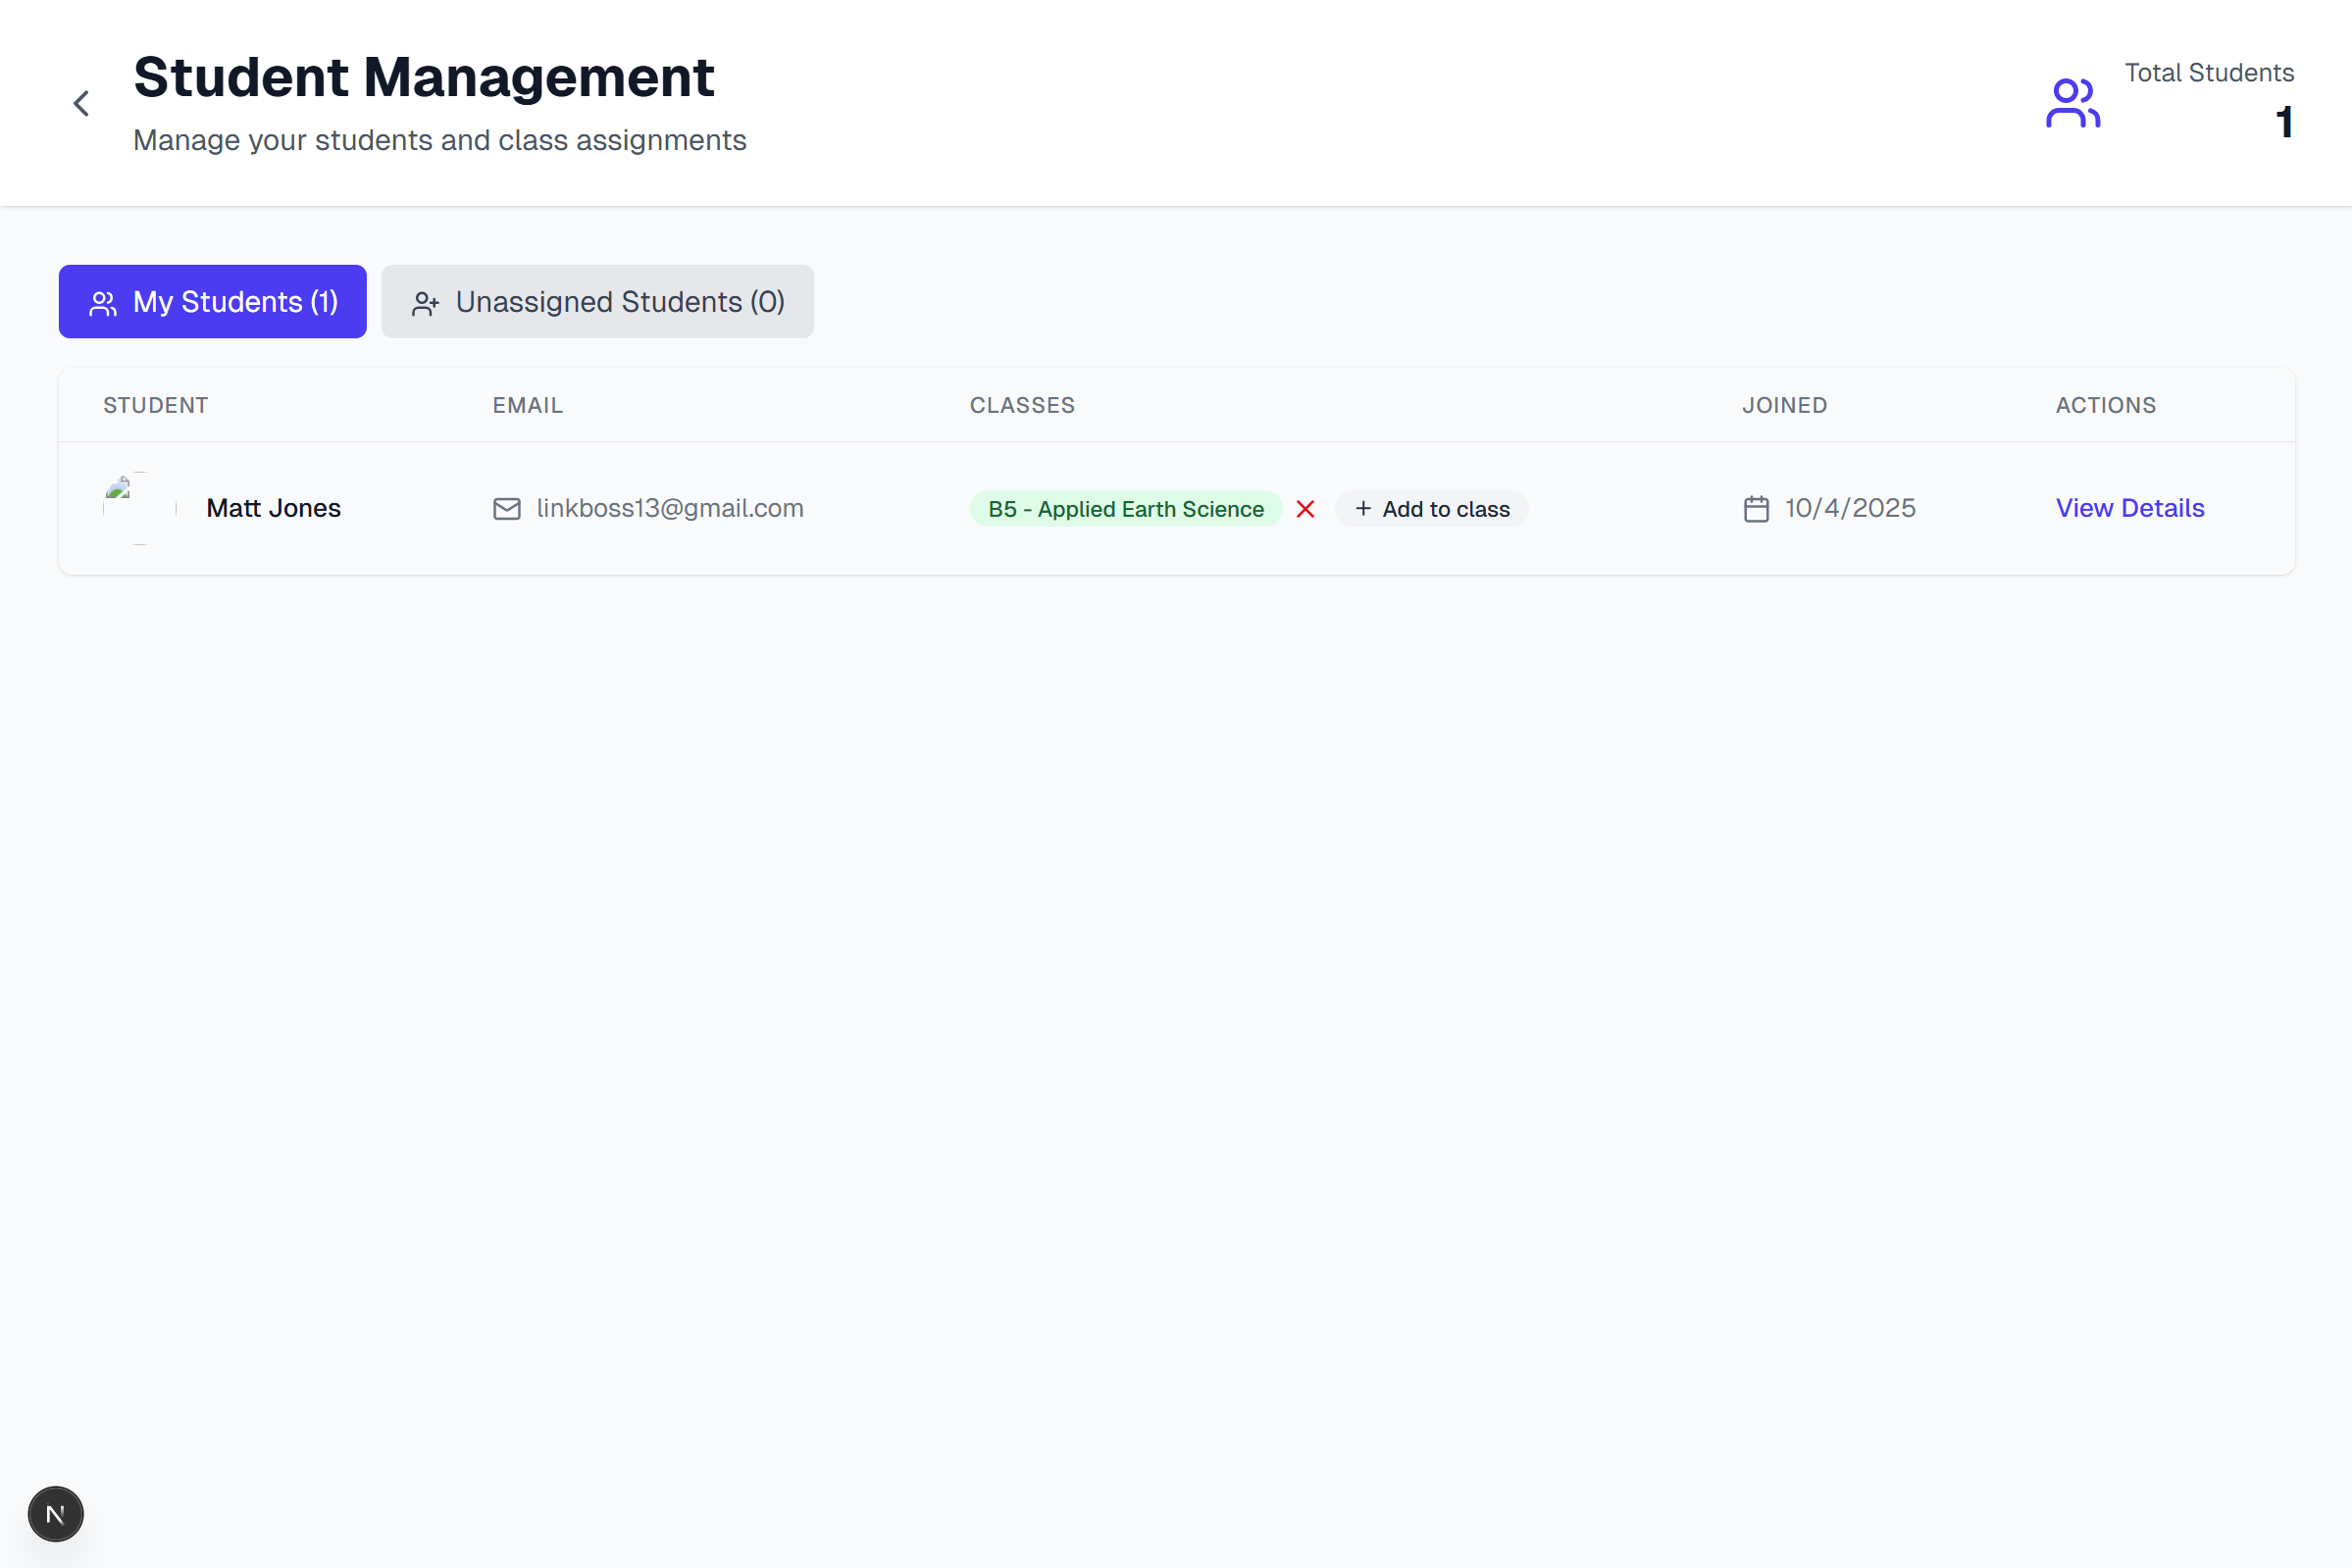 Student Management
Manage your students and class assignments
Total Students
1
My Students (1)
Unassigned Students (0)
STUDENT EMAIL CLASSES JOINED ACTIONS
Matt Jones linkboss13@gmail.com B5 - Applied Earth Science + Add to class 10/4/2025 View Details
N